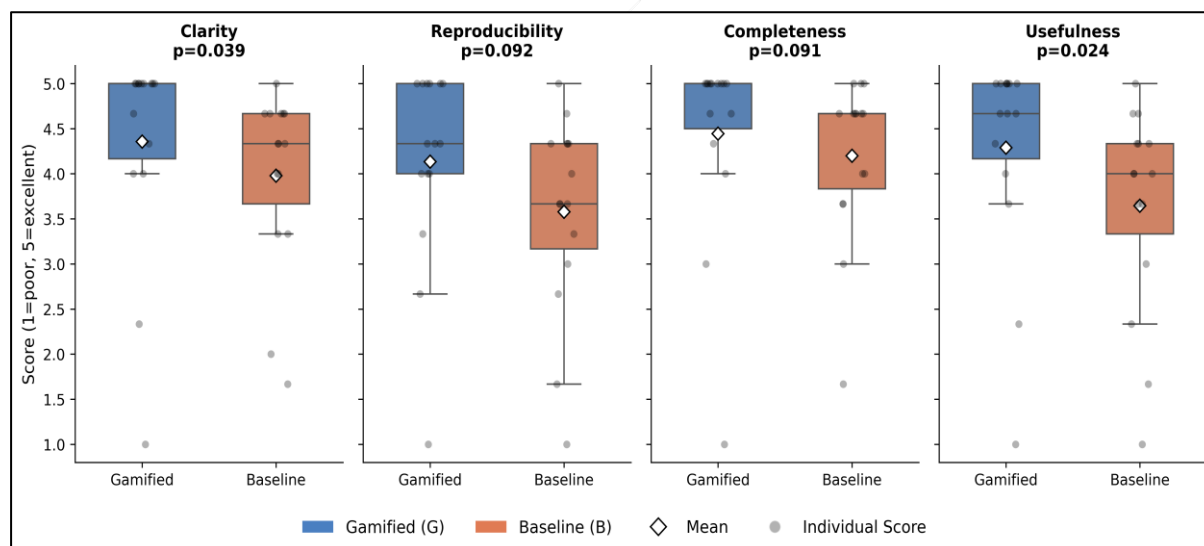 Clarity
p=0.039
Reproducibility
p=0.092
Completeness
p=0.091
Usefulness
p=0.024
Score (1=poor, 5=excellent)
5.0
4.5
4.0
3.5
3.0
2.5
2.0
1.5
1.0
Gamified Baseline
Gamified Baseline
Gamified Baseline
Gamified Baseline
Gamified (G) Baseline (B) Mean Individual Score